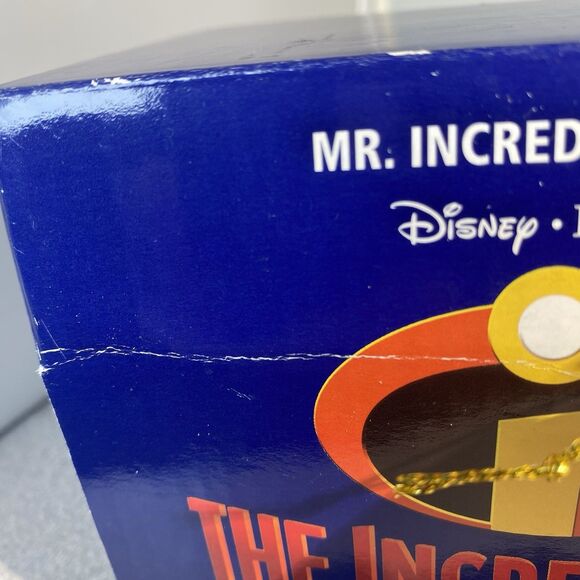 MR. INCRED
DISNEY •
THE INCRE